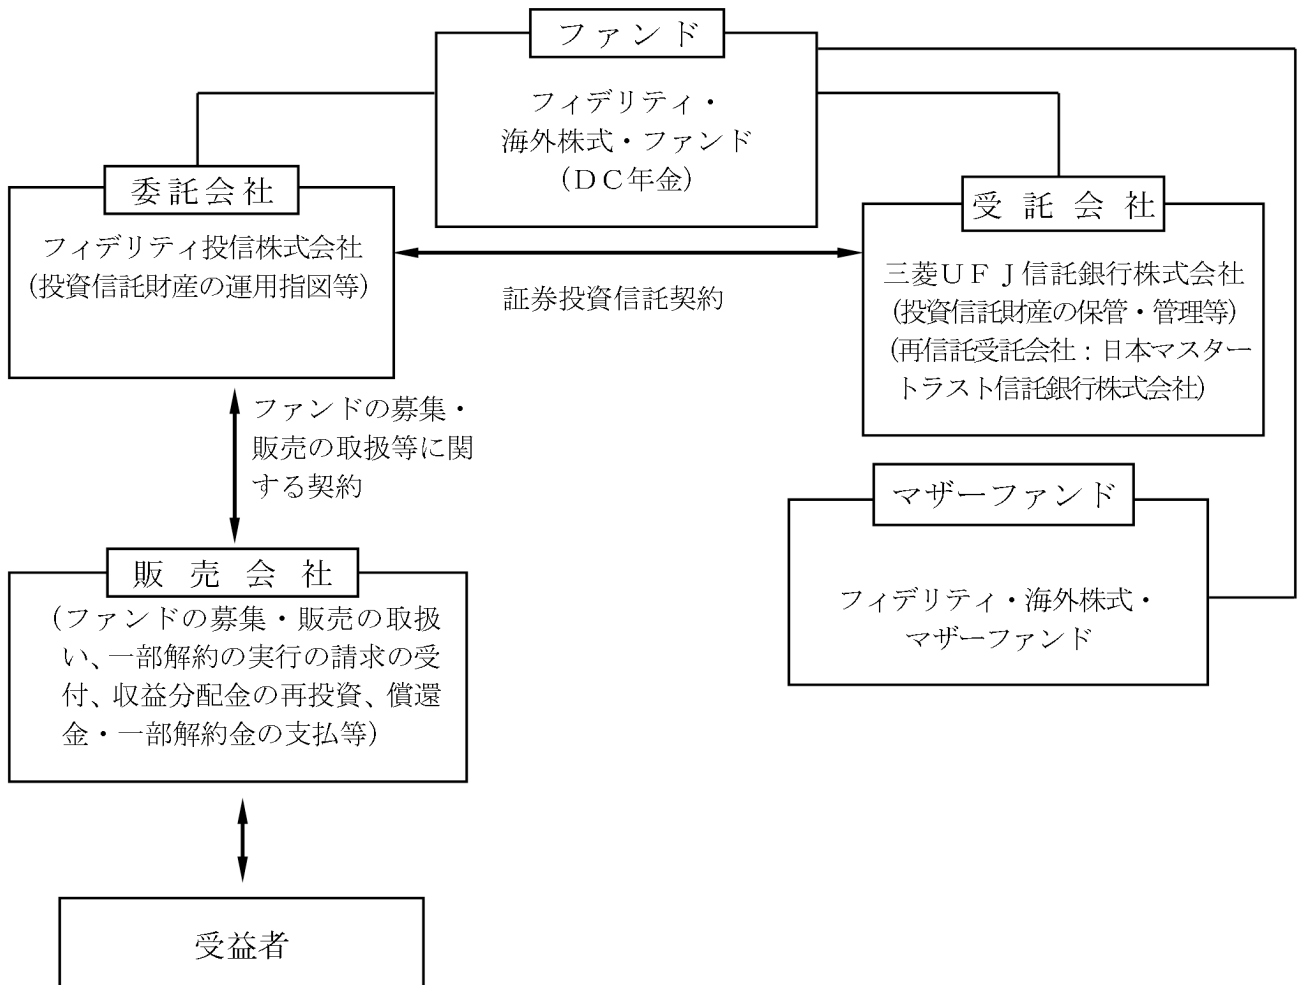 ファンド
フィデリティ・
海外株式・ファンド
(DC年金)
委託会社
フィデリティ投信株式会社
(投資信託財産の運用指図等)
証券投資信託契約
受託会社
三菱UFJ信託銀行株式会社
(投資信託財産の保管・管理等)
(再信託受託会社：日本マスター
トラスト信託銀行株式会社)
ファンドの募集・
販売の取扱等に関
する契約
マザーファンド
フィデリティ・海外株式・
マザーファンド
販売会社
(ファンドの募集・販売の取扱
い、一部解約の実行の請求の受
付、収益分配金の再投資、償還
金・一部解約金の支払等)
受益者